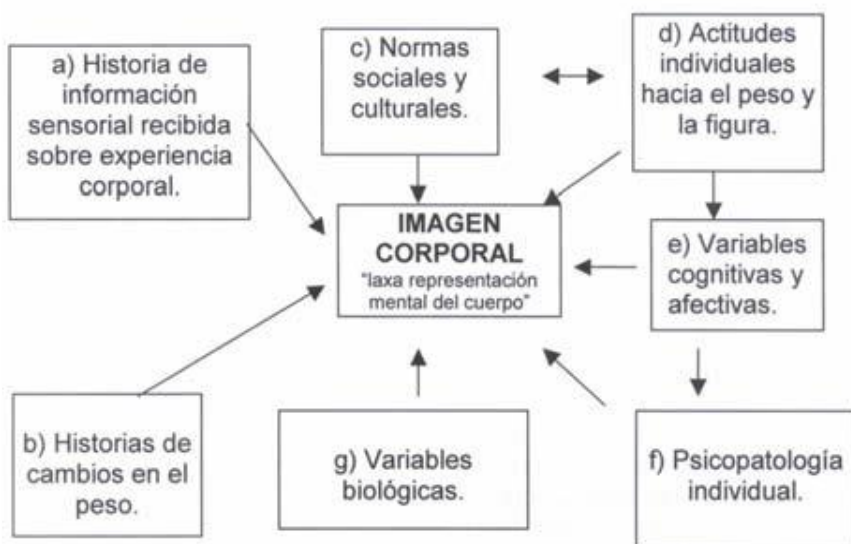 a) Historia de
información
sensorial recibida
sobre experiencia
corporal.
c) Normas
sociales y
culturales.
d) Actitudes
individuales
hacia el peso y
la figura.
IMAGEN
CORPORAL
"laxa representación
mental del cuerpo"
e) Variables
cognitivas y
afectivas.
b) Historias de
cambios en el
peso.
g) Variables
biológicas.
f) Psicopatología
individual.